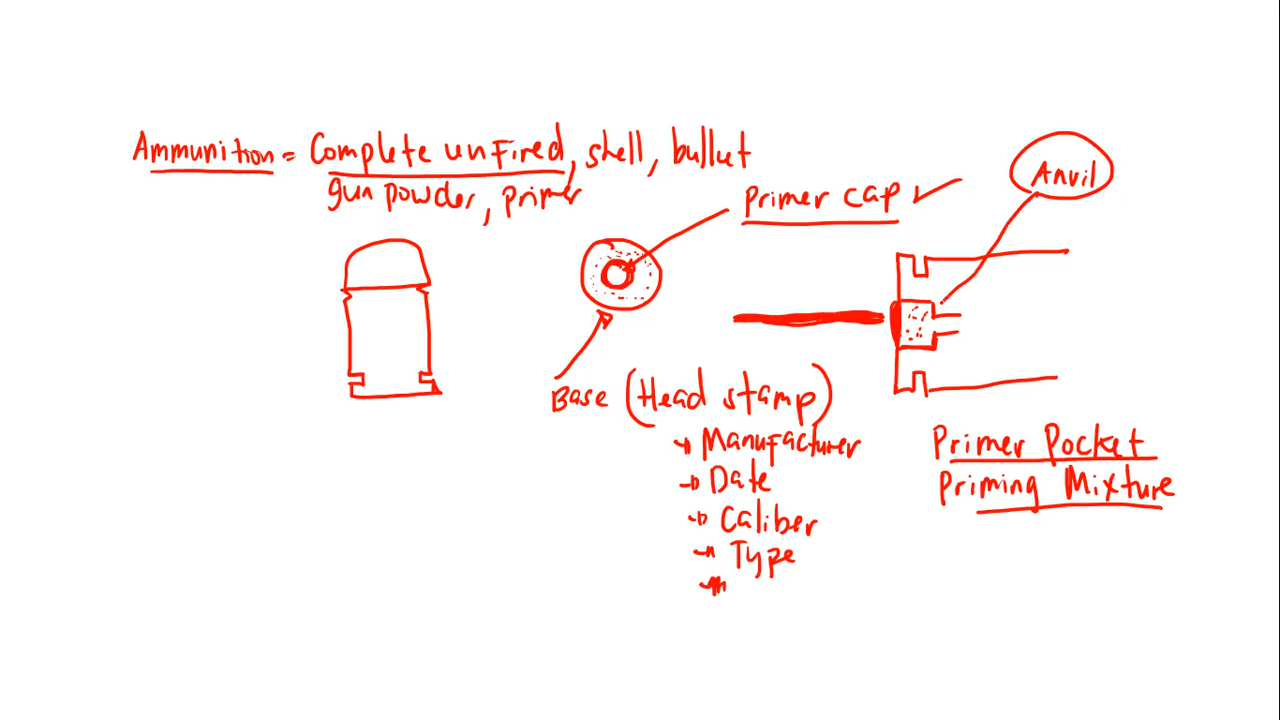 Ammunition = Complete unfired, shell, bullet
gun powder, primer
Anvil
Primer cap
Base (Head stamp)
Manufacturer
Date
Caliber
Type
Primer Pocket
Priming Mixture